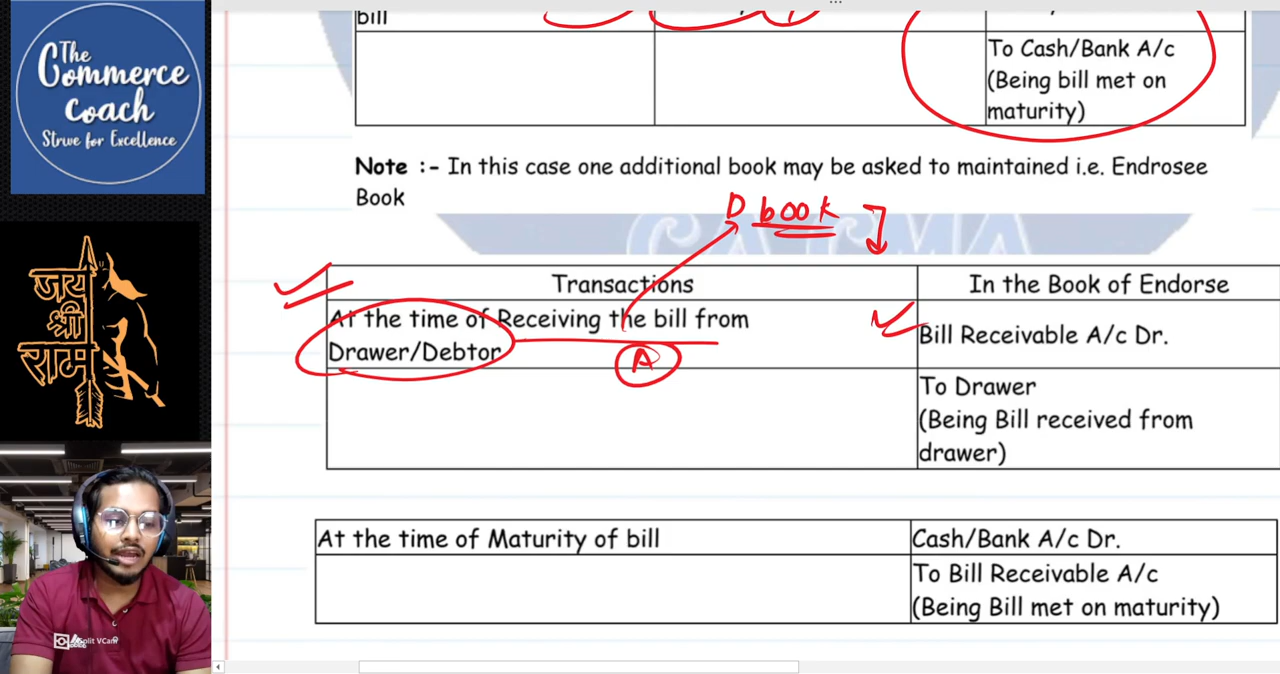 The
Commerce
Coach
Strive for Excellence
जय
श्री
राम
bill
To Cash/Bank A/c
(Being bill met on
maturity)
Note :- In this case one additional book may be asked to maintained i.e. Endrosee
Book
D book
Transactions
In the Book of Endorse
At the time of Receiving the bill from
Drawer/Debtor
A
Bill Receivable A/c Dr.
To Drawer
(Being Bill received from
drawer)
At the time of Maturity of bill
Cash/Bank A/c Dr.
To Bill Receivable A/c
(Being Bill met on maturity)